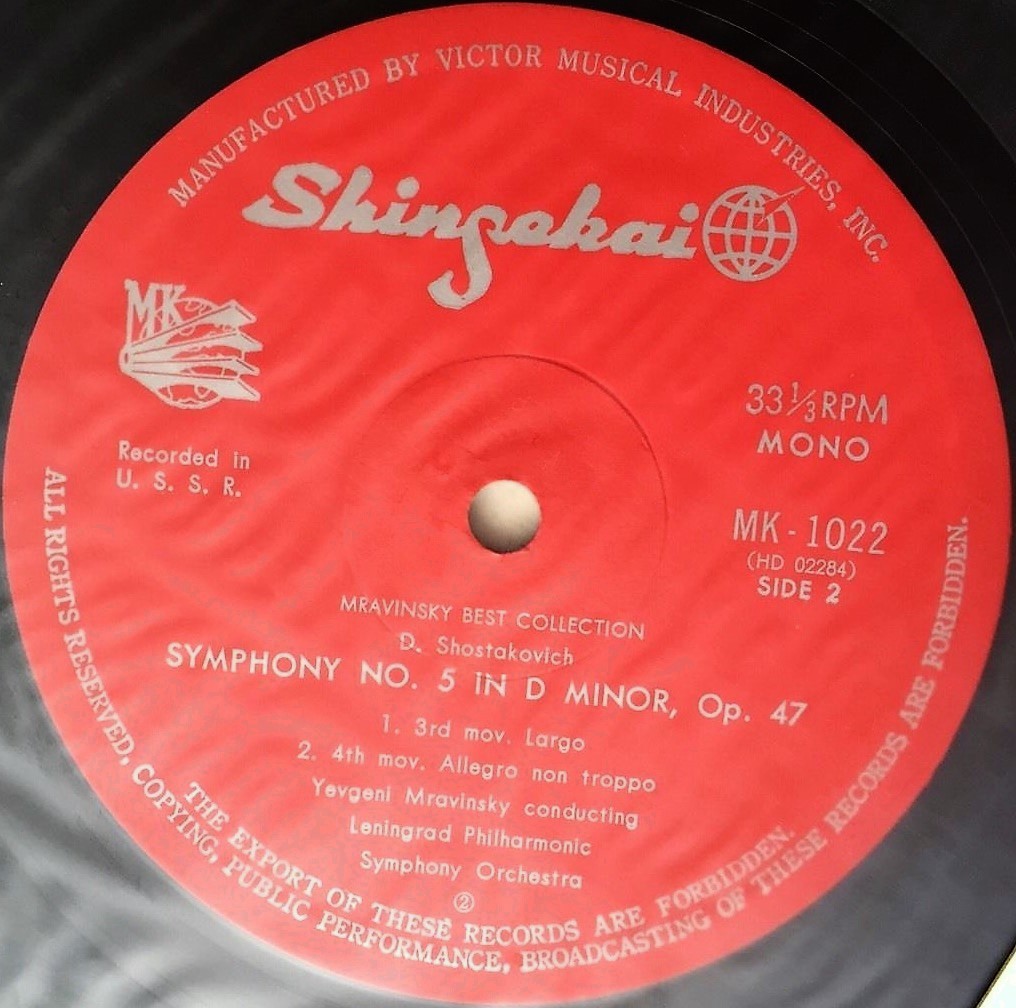 MANUFACTURED BY VICTOR MUSICAL INDUSTRIES, INC.
Shinsekai
MK
33⅓RPM
MONO
Recorded in
U. S. S. R.
MK-1022
(HD 02284)
SIDE 2
MRAVINSKY BEST COLLECTION
D. Shostakovich
SYMPHONY NO. 5 IN D MINOR, Op. 47
1. 3rd mov. Largo
2. 4th mov. Allegro non troppo
Yevgeni Mravinsky conducting
Leningrad Philharmonic
Symphony Orchestra
②
THE EXPORT OF THESE RECORDS ARE FORBIDDEN.
ALL RIGHTS RESERVED, COPYING, PUBLIC PERFORMANCE, BROADCASTING OF THESE RECORDS ARE FORBIDDEN.